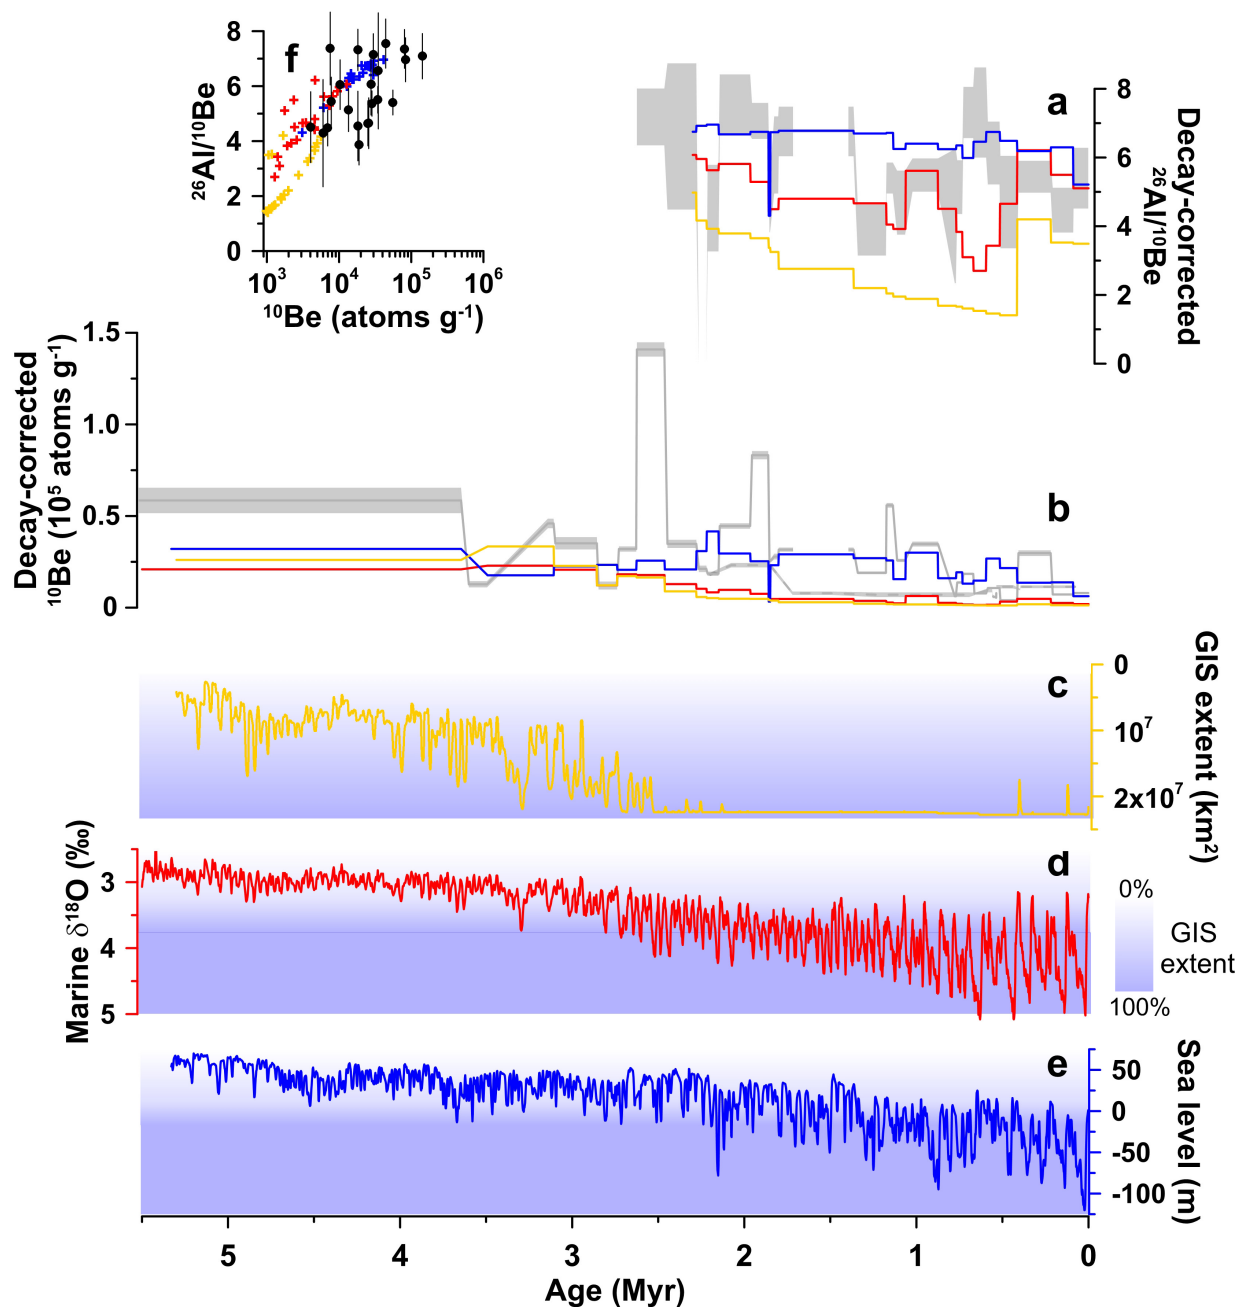 8
6
4
2
0
f
²⁶Al/¹⁰Be
10³
10⁴
10⁵
10⁶
¹⁰Be (atoms g⁻¹)
a
8
6
4
2
0
Decay-corrected
²⁶Al/¹⁰Be
1.5
1.0
0.5
0
Decay-corrected
¹⁰Be (10⁵ atoms g⁻¹)
b
c
0
10⁷
2x10⁷
GIS extent (km²)
d
3
4
5
Marine δ¹⁸O (‰)
0%
GIS
extent
100%
e
50
0
-50
-100
Sea level (m)
5
4
3
2
1
0
Age (Myr)